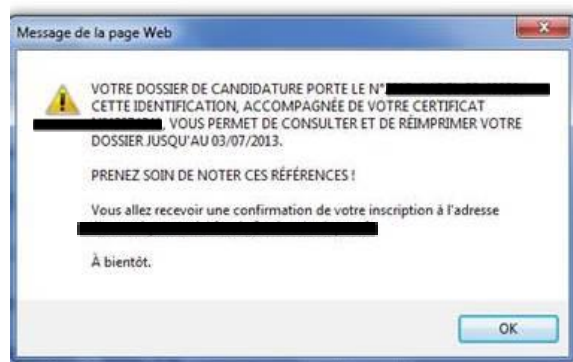 Message de la page Web
VOTRE DOSSIER DE CANDIDATURE PORTE LE N°
CETTE IDENTIFICATION, ACCOMPAGNÉE DE VOTRE CERTIFICAT
, VOUS PERMET DE CONSULTER ET DE RÉIMPRIMER VOTRE
DOSSIER JUSQU'AU 03/07/2013.
PRENEZ SOIN DE NOTER CES RÉFÉRENCES !
Vous allez recevoir une confirmation de votre inscription à l'adresse
À bientôt.
OK